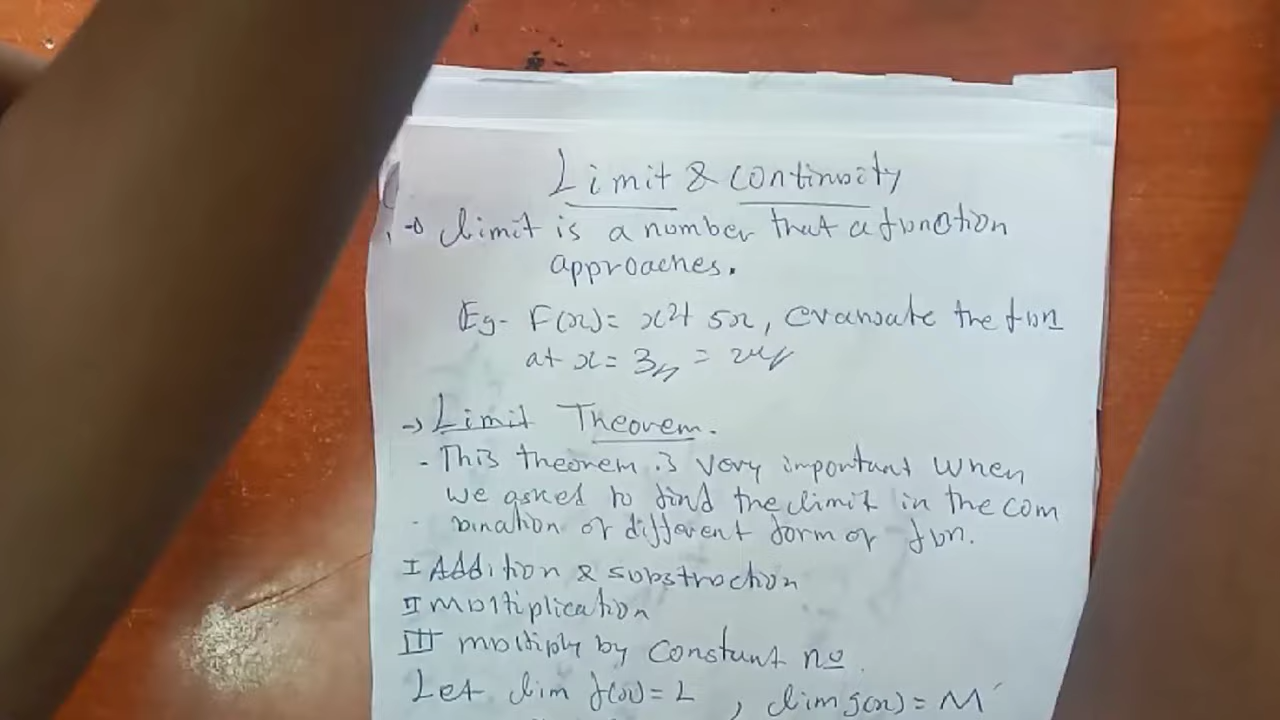 Limit & Continuity
→ limit is a number that a function
approaches.
Eg- F(x)= x²+ 5x, evaluate the fun
at x= 3 = 24
→ Limit Theorem.
- This theorem is very important when
we asked to find the limit in the com
bination of different form of fun.
I Addition & substraction
II multiplication
III multiply by constant no.
Let lim f(x)= L , lim g(x)= M